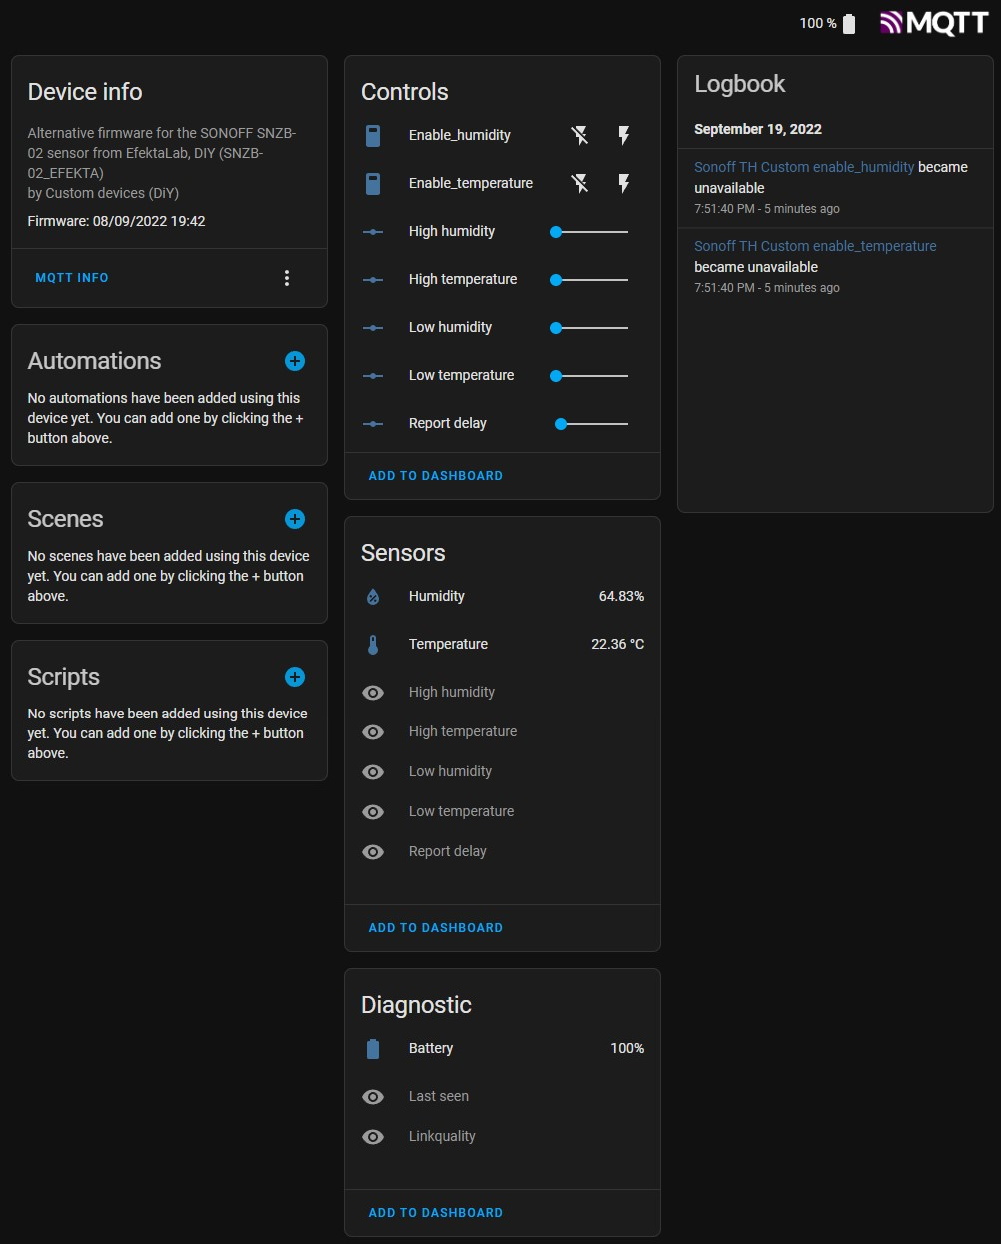 100 %
MQTT
Device info
Alternative firmware for the SONOFF SNZB-
02 sensor from EfektaLab, DIY (SNZB-
02_EFEKTA)
by Custom devices (DiY)
Firmware: 08/09/2022 19:42
MQTT INFO
Automations
No automations have been added using this
device yet. You can add one by clicking the +
button above.
Scenes
No scenes have been added using this device
yet. You can add one by clicking the + button
above.
Scripts
No scripts have been added using this device
yet. You can add one by clicking the + button
above.
Controls
Enable_humidity
Enable_temperature
High humidity
High temperature
Low humidity
Low temperature
Report delay
ADD TO DASHBOARD
Sensors
Humidity 64.83%
Temperature 22.36 °C
High humidity
High temperature
Low humidity
Low temperature
Report delay
ADD TO DASHBOARD
Diagnostic
Battery 100%
Last seen
Linkquality
ADD TO DASHBOARD
Logbook
September 19, 2022
Sonoff TH Custom enable_humidity became
unavailable
7:51:40 PM - 5 minutes ago
Sonoff TH Custom enable_temperature
became unavailable
7:51:40 PM - 5 minutes ago